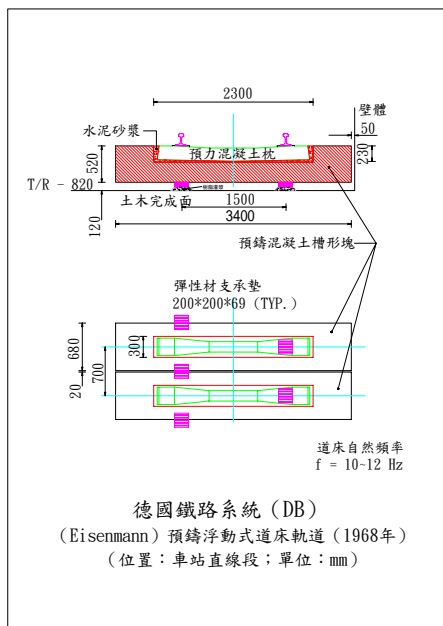 2300
壁體
50
水泥砂漿
預力混凝土枕
520
230
T/R - 820
樹脂灌漿
120
土木完成面
1500
3400
預鑄混凝土槽形塊
彈性材支承墊
200*200*69 (TYP.)
680
300
700
20
道床自然頻率
f = 10~12 Hz
德國鐵路系統(DB)
(Eisenmann) 預鑄浮動式道床軌道 (1968年)
(位置：車站直線段；單位：mm)